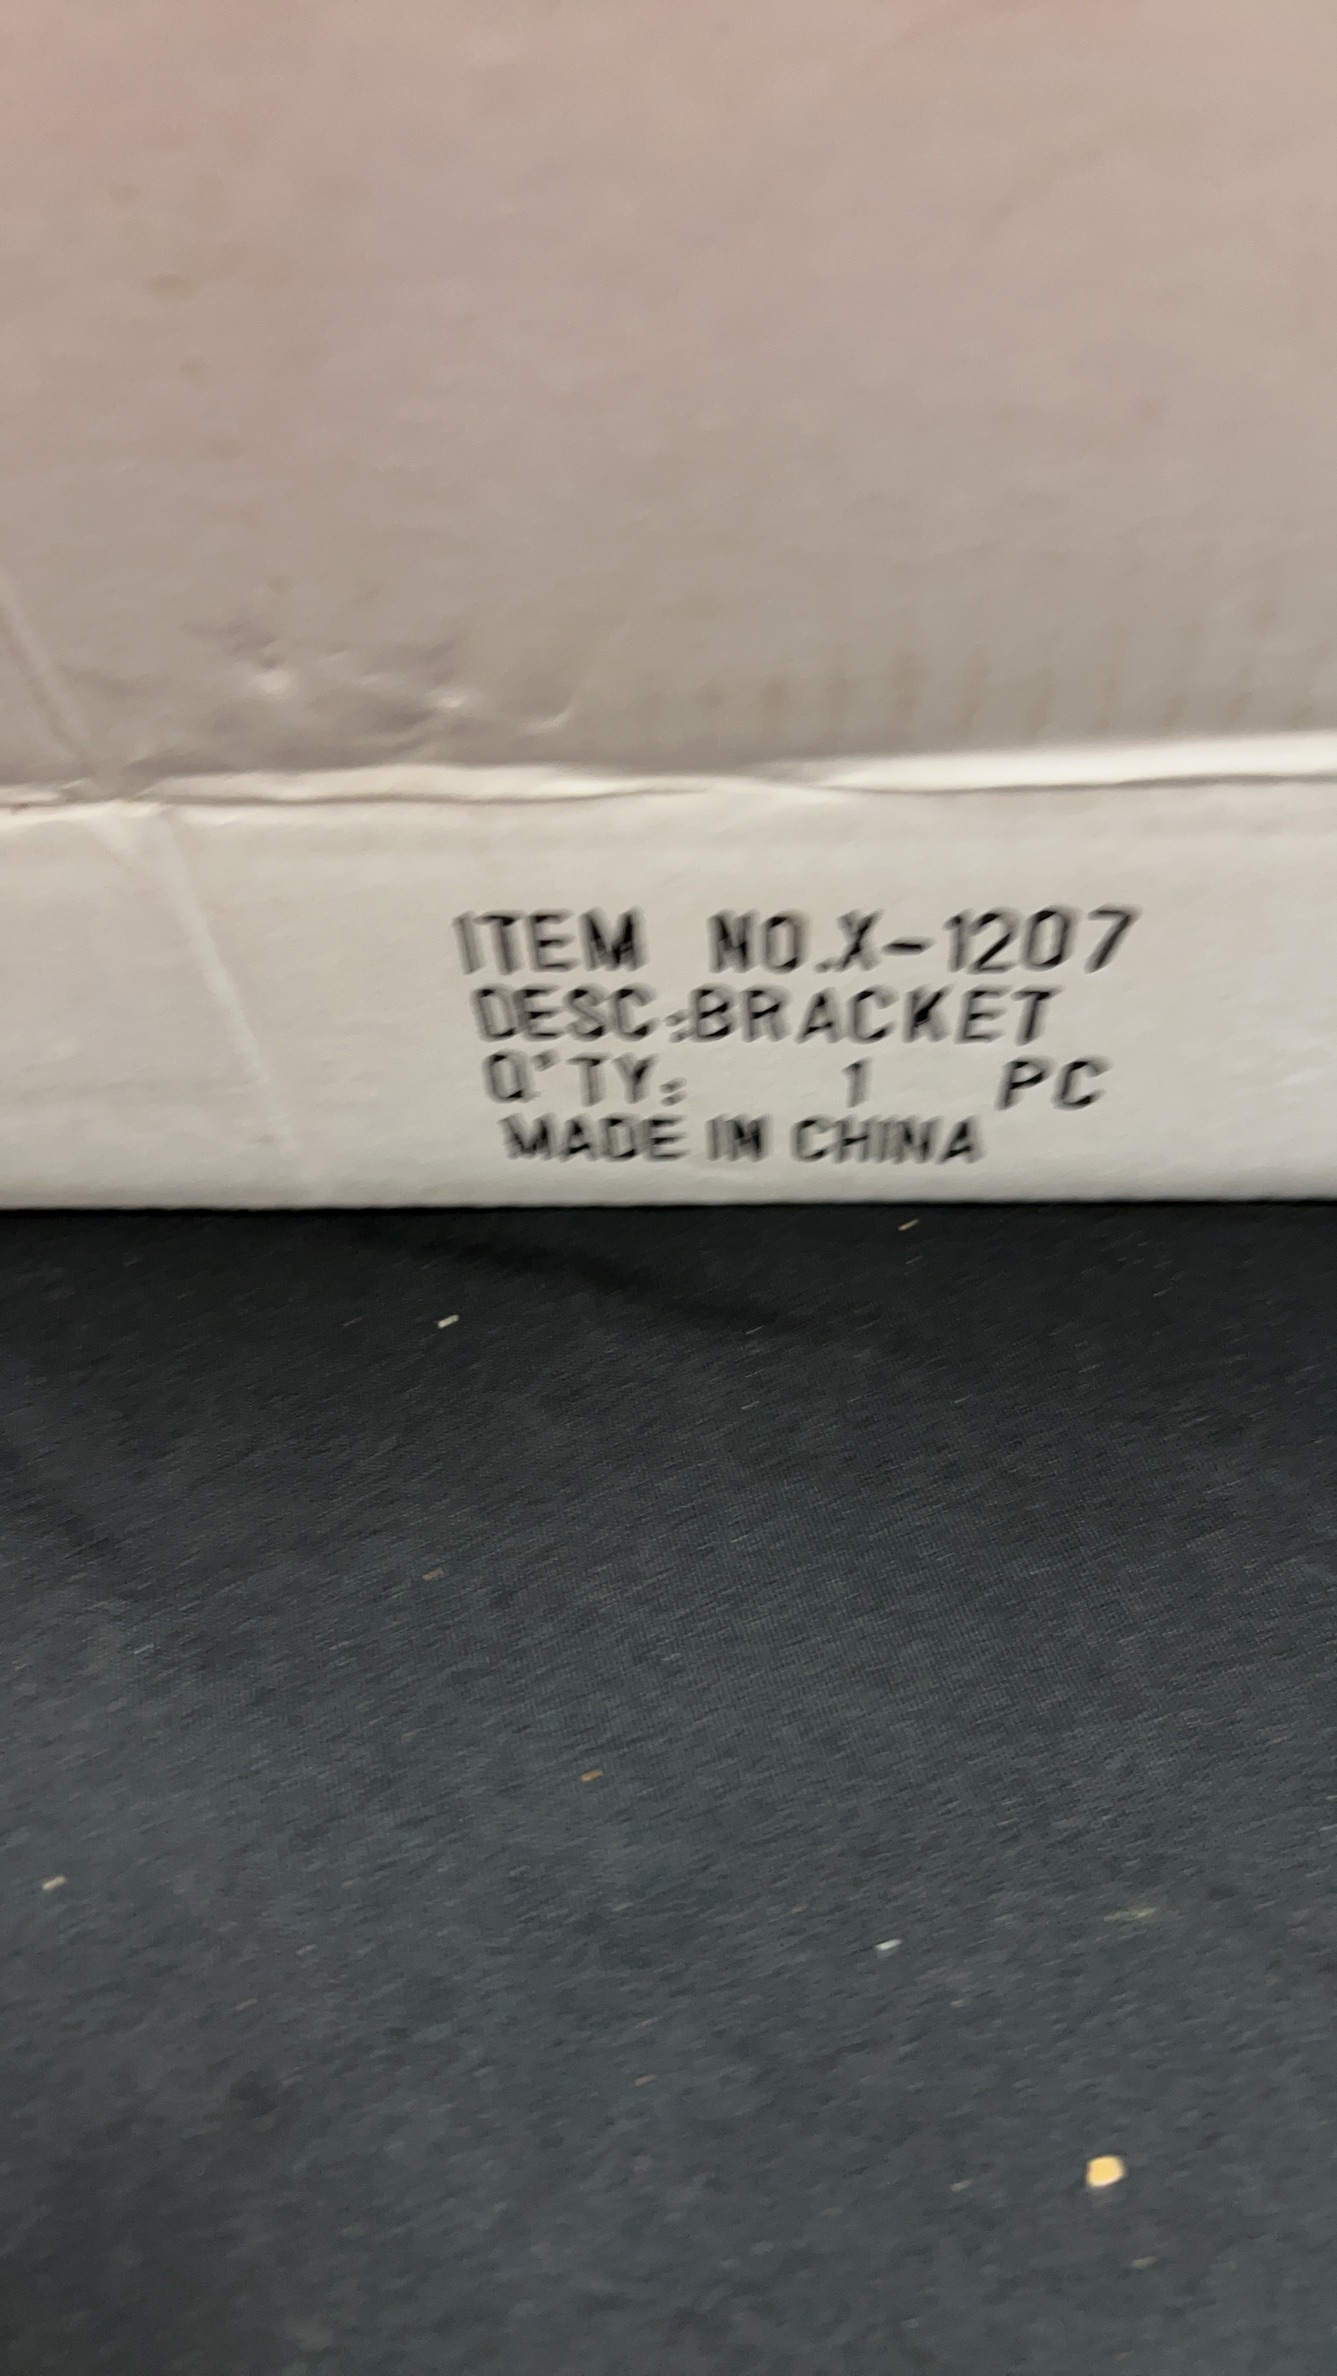 ITEM NO.X-1207
DESC:BRACKET
Q'TY: 1 PC
MADE IN CHINA